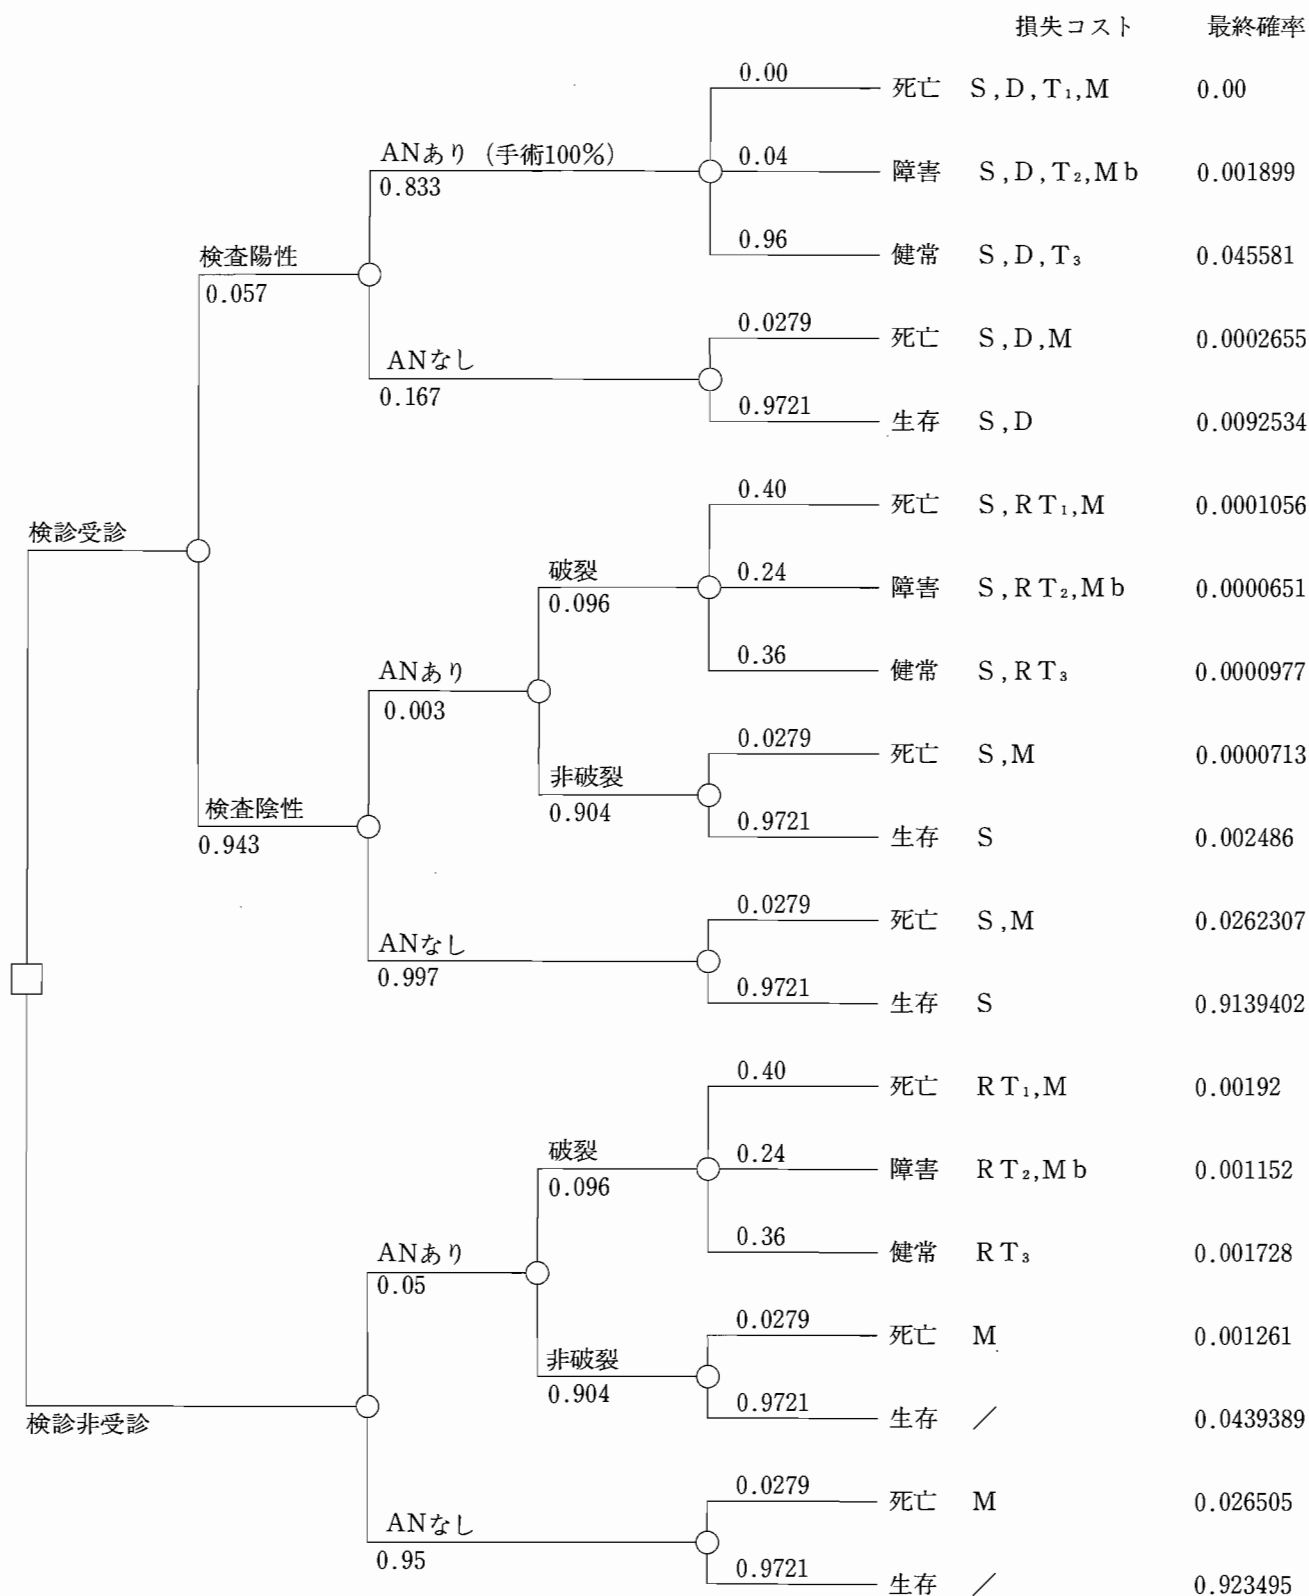 損失コスト 最終確率
0.00 死亡 S,D,T₁,M 0.00
ANあり (手術100%) 0.04 障害 S,D,T₂,Mb 0.001899
0.833
0.96 健常 S,D,T₃ 0.045581
検査陽性
0.057
0.0279 死亡 S,D,M 0.0002655
ANなし
0.167
0.9721 生存 S,D 0.0092534
0.40 死亡 S,RT₁,M 0.0001056
検診受診
破裂 0.24 障害 S,RT₂,Mb 0.0000651
0.096
0.36 健常 S,RT₃ 0.0000977
ANあり
0.003
0.0279 死亡 S,M 0.0000713
非破裂
0.904
検査陰性 0.9721 生存 S 0.002486
0.943
0.0279 死亡 S,M 0.0262307
ANなし
0.997
0.9721 生存 S 0.9139402
0.40 死亡 RT₁,M 0.00192
破裂 0.24 障害 RT₂,Mb 0.001152
0.096
0.36 健常 RT₃ 0.001728
ANあり
0.05
0.0279 死亡 M 0.001261
非破裂
0.904
検診非受診 0.9721 生存 / 0.0439389
0.0279 死亡 M 0.026505
ANなし
0.95
0.9721 生存 / 0.923495